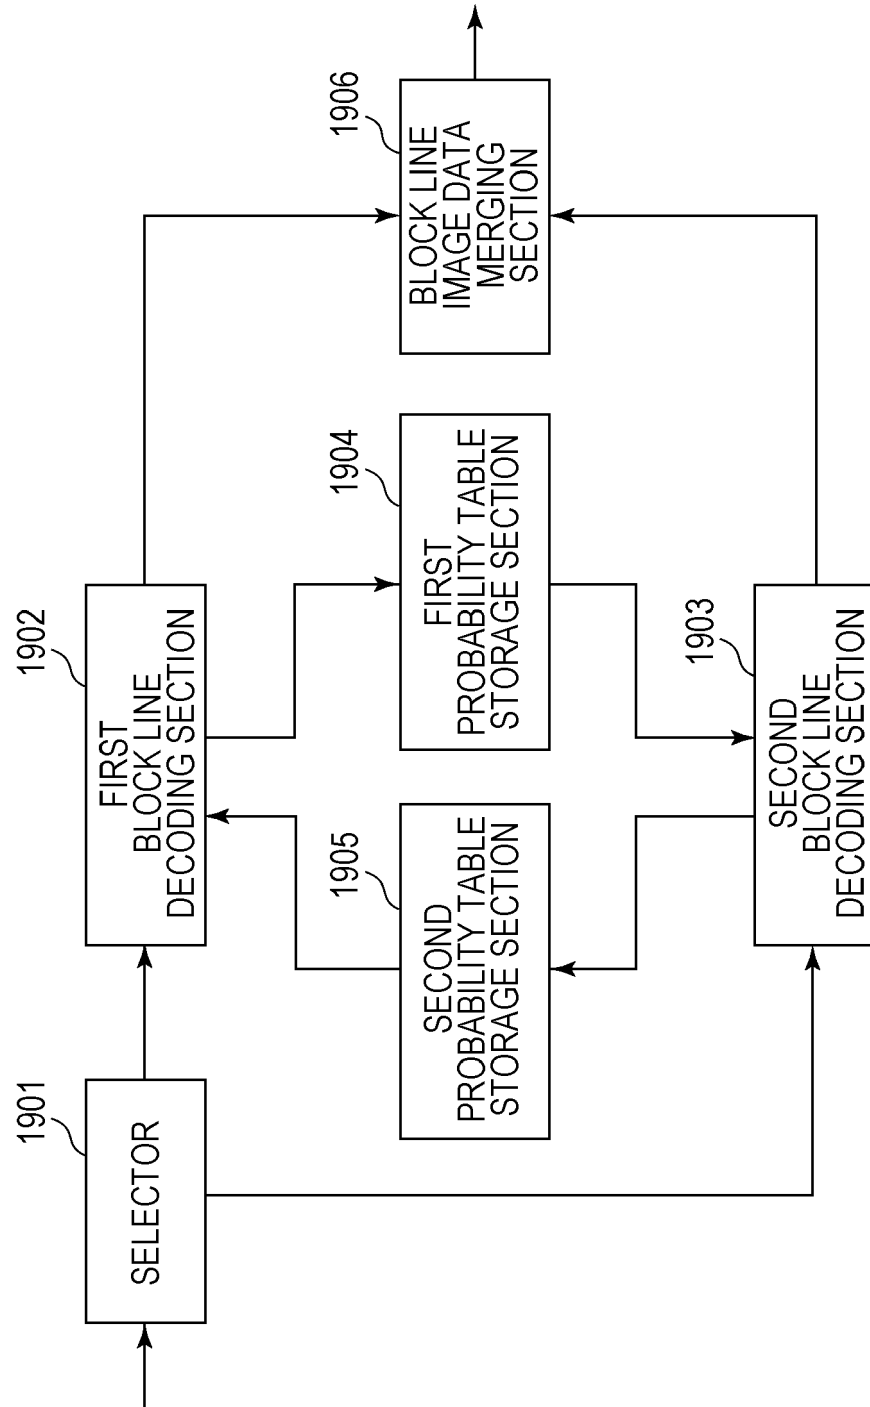 1901
SELECTOR
1902
FIRST
BLOCK LINE
DECODING SECTION
1905
SECOND
PROBABILITY TABLE
STORAGE SECTION
1904
FIRST
PROBABILITY TABLE
STORAGE SECTION
1906
BLOCK LINE
IMAGE DATA
MERGING
SECTION
1903
SECOND
BLOCK LINE
DECODING SECTION